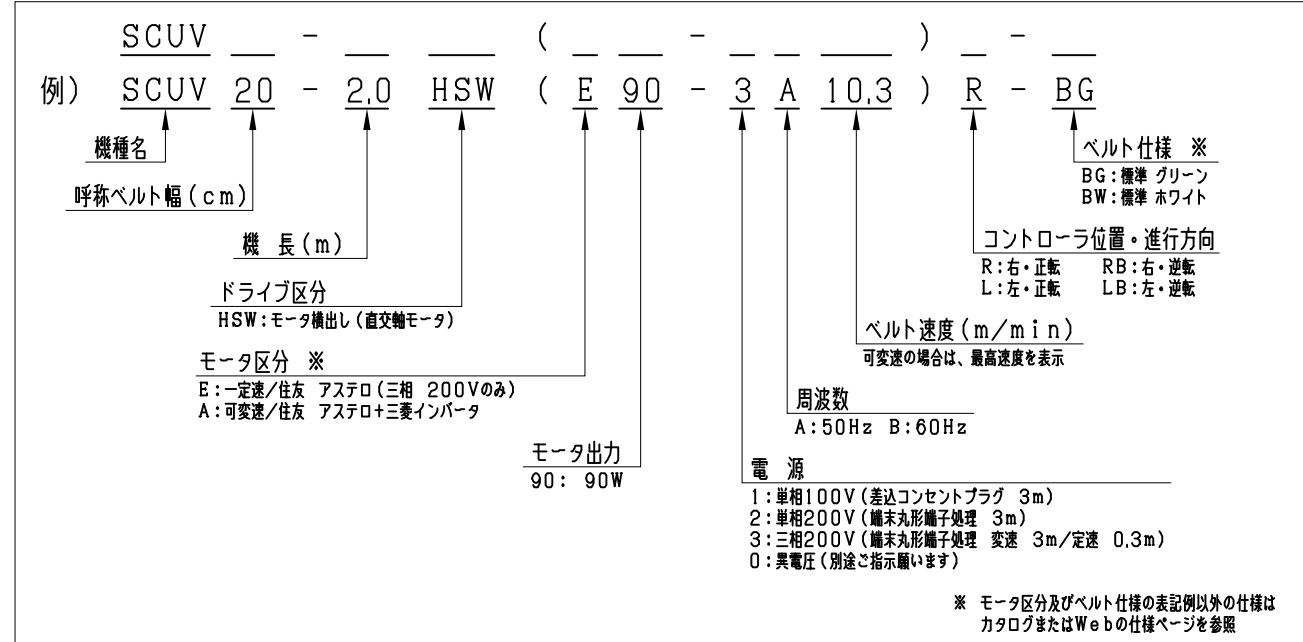 SCUV － (  － ) －
例) SCUV 20 － 2.0 HSW ( E 90 － 3 A 10.3 ) R － BG
機種名
呼称ベルト幅(cm)
機 長(m)
ドライブ区分
HSW:モータ横出し(直交軸モータ)
モータ区分 ※
E:一定速/住友 アステロ(三相 200Vのみ)
A:可変速/住友 アステロ+三菱インバータ
モータ出力
90: 90W
電 源
1:単相100V(差込コンセントプラグ 3m)
2:単相200V(端末丸形端子処理 3m)
3:三相200V(端末丸形端子処理 変速 3m/定速 0.3m)
0:異電圧(別途ご指示願います)
周波数
A:50Hz B:60Hz
ベルト速度(m/min)
可変速の場合は、最高速度を表示
コントローラ位置・進行方向
R:右・正転 RB:右・逆転
L:左・正転 LB:左・逆転
ベルト仕様 ※
BG:標準 グリーン
BW:標準 ホワイト
※ モータ区分及びベルト仕様の表記例以外の仕様は
カタログまたはWebの仕様ページを参照